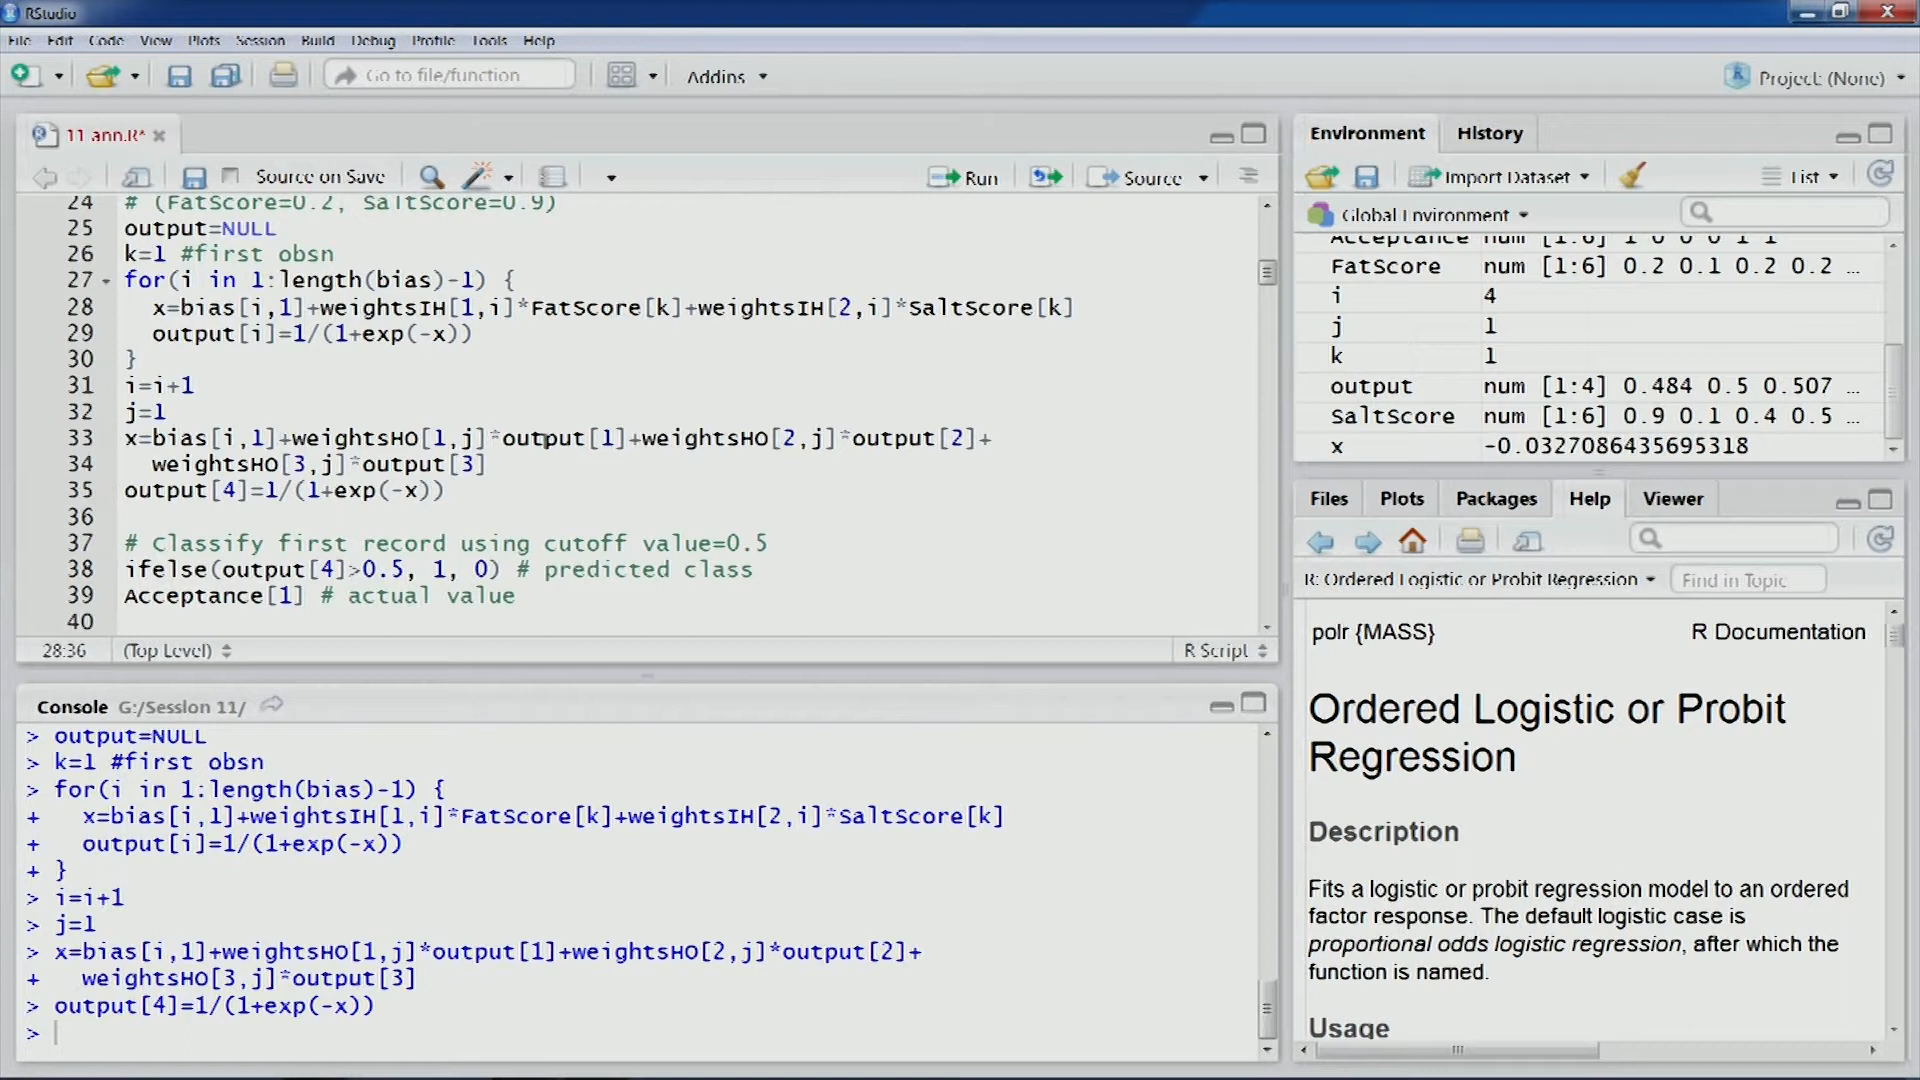 RStudio
File Edit Code View Plots Session Build Debug Profile Tools Help
Go to file/function
Addins
Project: (None)
11 ann.R*
Source on Save
Run
Source
24 # (FatScore=0.2, SaltScore=0.9)
25 output=NULL
26 k=1 #first obsn
27 for(i in 1:length(bias)-1) {
28 x=bias[i,1]+weightsIH[1,i]*FatScore[k]+weightsIH[2,i]*SaltScore[k]
29 output[i]=1/(1+exp(-x))
30 }
31 i=i+1
32 j=1
33 x=bias[i,1]+weightsHO[1,j]*output[1]+weightsHO[2,j]*output[2]+
34 weightsHO[3,j]*output[3]
35 output[4]=1/(1+exp(-x))
36
37 # Classify first record using cutoff value=0.5
38 ifelse(output[4]>0.5, 1, 0) # predicted class
39 Acceptance[1] # actual value
40
28:36 (Top Level) R Script
Console G:/Session 11/
> output=NULL
> k=1 #first obsn
> for(i in 1:length(bias)-1) {
+ x=bias[i,1]+weightsIH[1,i]*FatScore[k]+weightsIH[2,i]*SaltScore[k]
+ output[i]=1/(1+exp(-x))
+ }
> i=i+1
> j=1
> x=bias[i,1]+weightsHO[1,j]*output[1]+weightsHO[2,j]*output[2]+
+ weightsHO[3,j]*output[3]
> output[4]=1/(1+exp(-x))
>
Environment History
Import Dataset List
Global Environment
Acceptance num [1:6] 1 0 0 0 1 1
FatScore num [1:6] 0.2 0.1 0.2 0.2 ...
i 4
j 1
k 1
output num [1:4] 0.484 0.5 0.507 ...
SaltScore num [1:6] 0.9 0.1 0.4 0.5 ...
x -0.0327086435695318
Files Plots Packages Help Viewer
R: Ordered Logistic or Probit Regression Find in Topic
polr {MASS} R Documentation
Ordered Logistic or Probit
Regression
Description
Fits a logistic or probit regression model to an ordered
factor response. The default logistic case is
proportional odds logistic regression, after which the
function is named.
Usage